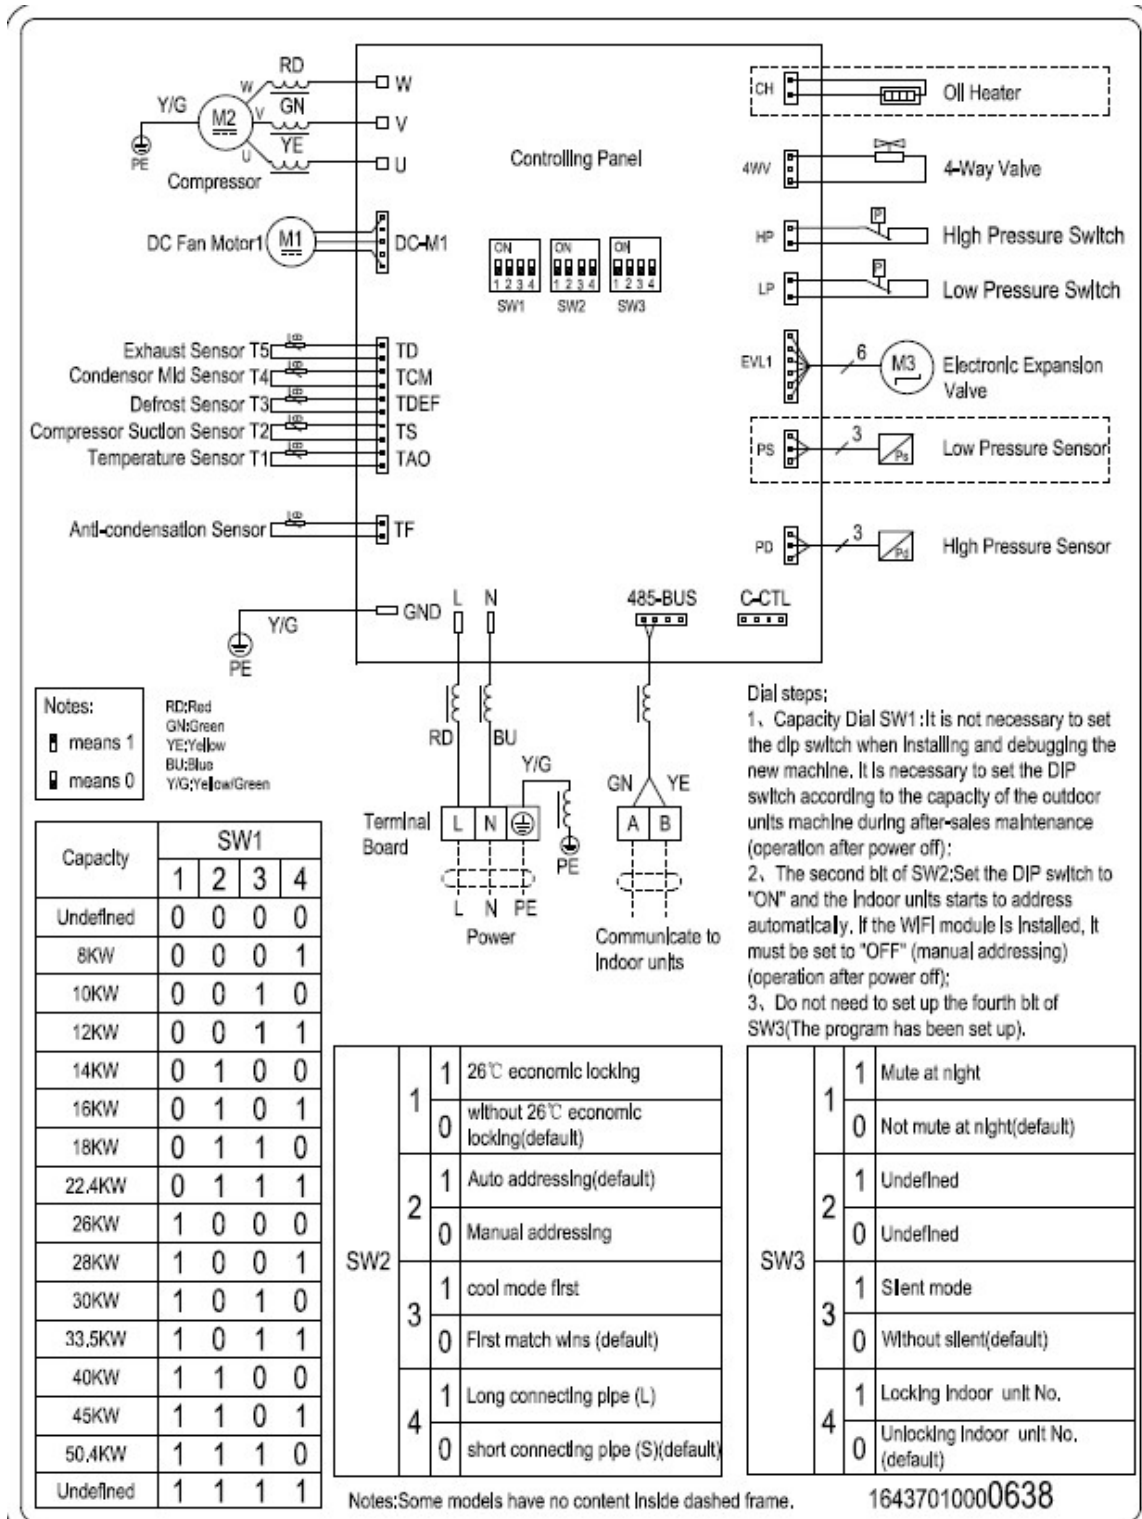 RD
W
Y/G
M2
V
GN
V
YE
U
U
PE
W
Compressor
Controlling Panel
DC Fan Motor1
M1
DC-M1
ON
1 2 3 4
SW1
ON
1 2 3 4
SW2
ON
1 2 3 4
SW3
CH
Oil Heater
4WV
4-Way Valve
HP
P
High Pressure Switch
LP
P
Low Pressure Switch
EVL1
6
M3
Electronic Expansion
Valve
PS
3
Ps
Low Pressure Sensor
PD
3
Pd
High Pressure Sensor
Exhaust Sensor T5
TD
Condensor Mid Sensor T4
TCM
Defrost Sensor T3
TDEF
Compressor Suction Sensor T2
TS
Temperature Sensor T1
TAO
Anti-condensation Sensor
TF
GND
Y/G
PE
L
N
485-BUS
C-CTL
RD
BU
Y/G
PE
GN
YE
Terminal
Board
L
N
A
B
L N PE
Power
Communicate to
indoor units
Notes:
means 1
means 0
RD:Red
GN:Green
YE:Yellow
BU:Blue
Y/G:Yellow/Green
Dial steps:
1、Capacity Dial SW1:It is not necessary to set
the dip switch when installing and debugging the
new machine. It is necessary to set the DIP
switch according to the capacity of the outdoor
units machine during after-sales maintenance
(operation after power off);
2、The second bit of SW2:Set the DIP switch to
"ON" and the indoor units starts to address
automatically. If the WIFI module is installed, it
must be set to "OFF" (manual addressing)
(operation after power off);
3、Do not need to set up the fourth bit of
SW3(The program has been set up).
Capacity
SW1
1 2 3 4
Undefined 0 0 0 0
8KW 0 0 0 1
10KW 0 0 1 0
12KW 0 0 1 1
14KW 0 1 0 0
16KW 0 1 0 1
18KW 0 1 1 0
22.4KW 0 1 1 1
26KW 1 0 0 0
28KW 1 0 0 1
30KW 1 0 1 0
33.5KW 1 0 1 1
40KW 1 1 0 0
45KW 1 1 0 1
50.4KW 1 1 1 0
Undefined 1 1 1 1
SW2
1
1 26℃ economic locking
0 without 26℃ economic
locking(default)
2
1 Auto addressing(default)
0 Manual addressing
3
1 cool mode first
0 First match wins (default)
4
1 Long connecting pipe (L)
0 short connecting pipe (S)(default)
SW3
1
1 Mute at night
0 Not mute at night(default)
2
1 Undefined
0 Undefined
3
1 Silent mode
0 Without silent(default)
4
1 Locking indoor unit No.
0 Unlocking indoor unit No.
(default)
Notes:Some models have no content inside dashed frame.
16437010000638